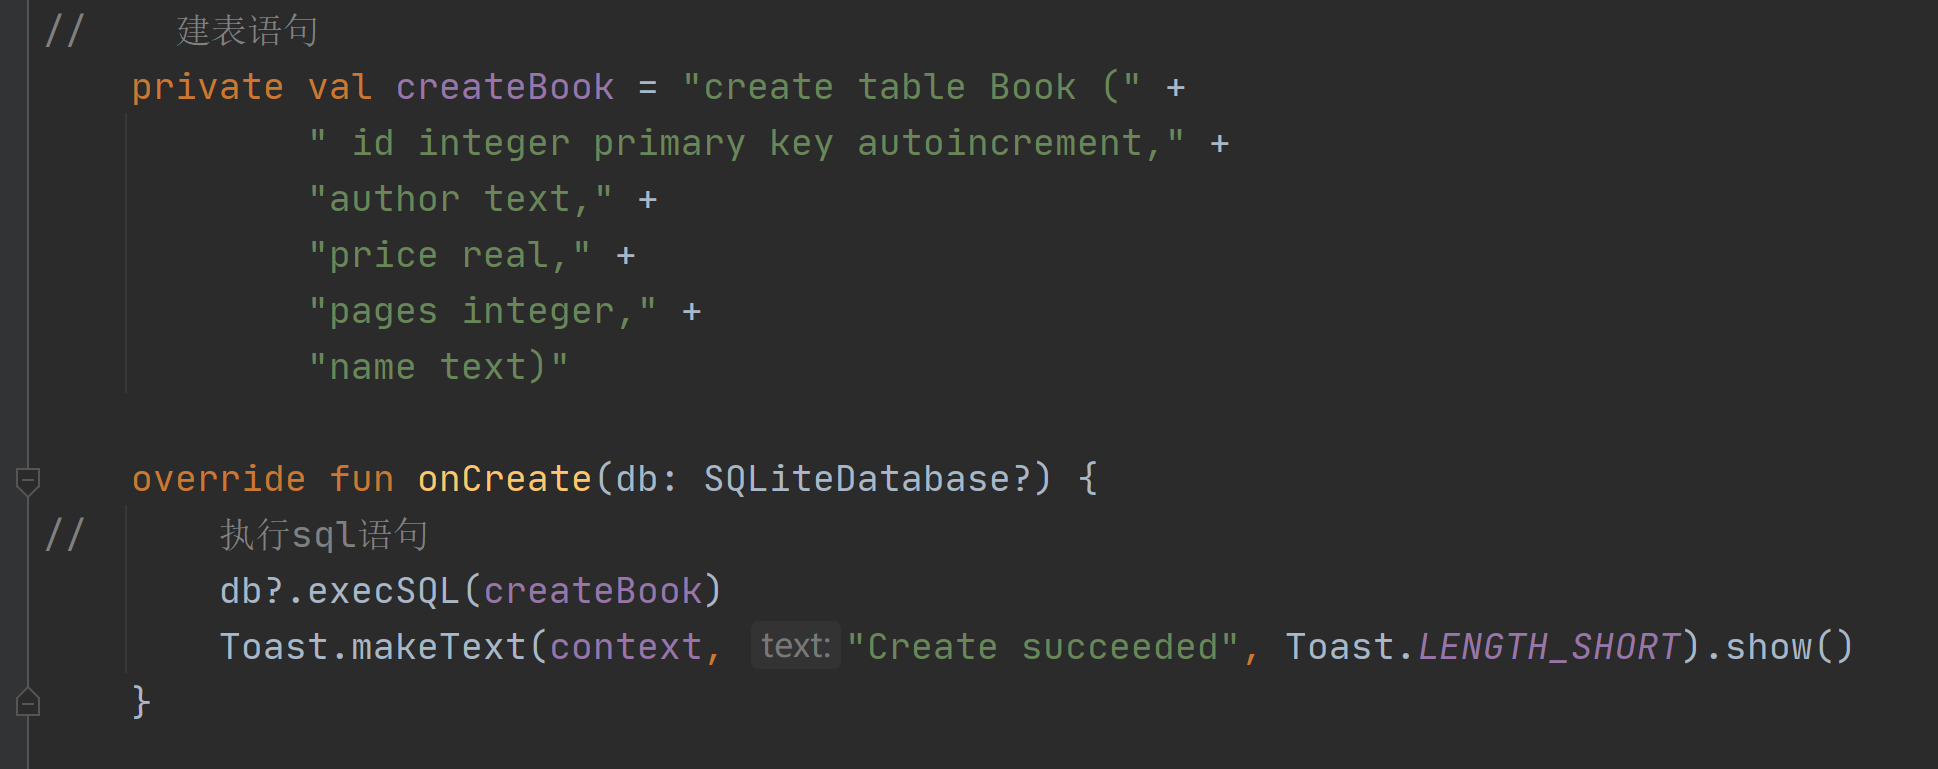 //    建表语句
    private val createBook = "create table Book (" +
            " id integer primary key autoincrement," +
            "author text," +
            "price real," +
            "pages integer," +
            "name text)"
    override fun onCreate(db: SQLiteDatabase?) {
//      执行sql语句
        db?.execSQL(createBook)
        Toast.makeText(context, text: "Create succeeded", Toast.LENGTH_SHORT).show()
    }